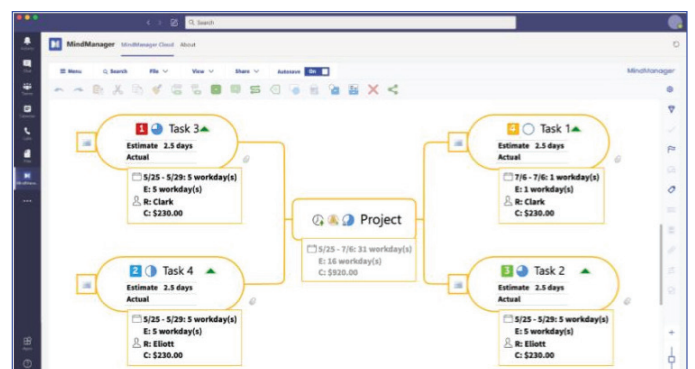 Search
MindManager MindManager Cloud About
Menu Search File View Share Autosave On MindManager
1 Task 3
Estimate 2.5 days
Actual
5/25 - 5/29: 5 workday(s)
E: 5 workday(s)
R: Clark
C: $230.00
4 Task 1
Estimate 2.5 days
Actual
7/6 - 7/6: 1 workday(s)
E: 1 workday(s)
R: Clark
C: $230.00
Project
5/25 - 7/6: 31 workday(s)
E: 16 workday(s)
C: $920.00
2 Task 4
Estimate 2.5 days
Actual
5/25 - 5/29: 5 workday(s)
E: 5 workday(s)
R: Eliott
C: $230.00
3 Task 2
Estimate 2.5 days
Actual
5/25 - 5/29: 5 workday(s)
E: 5 workday(s)
R: Eliott
C: $230.00